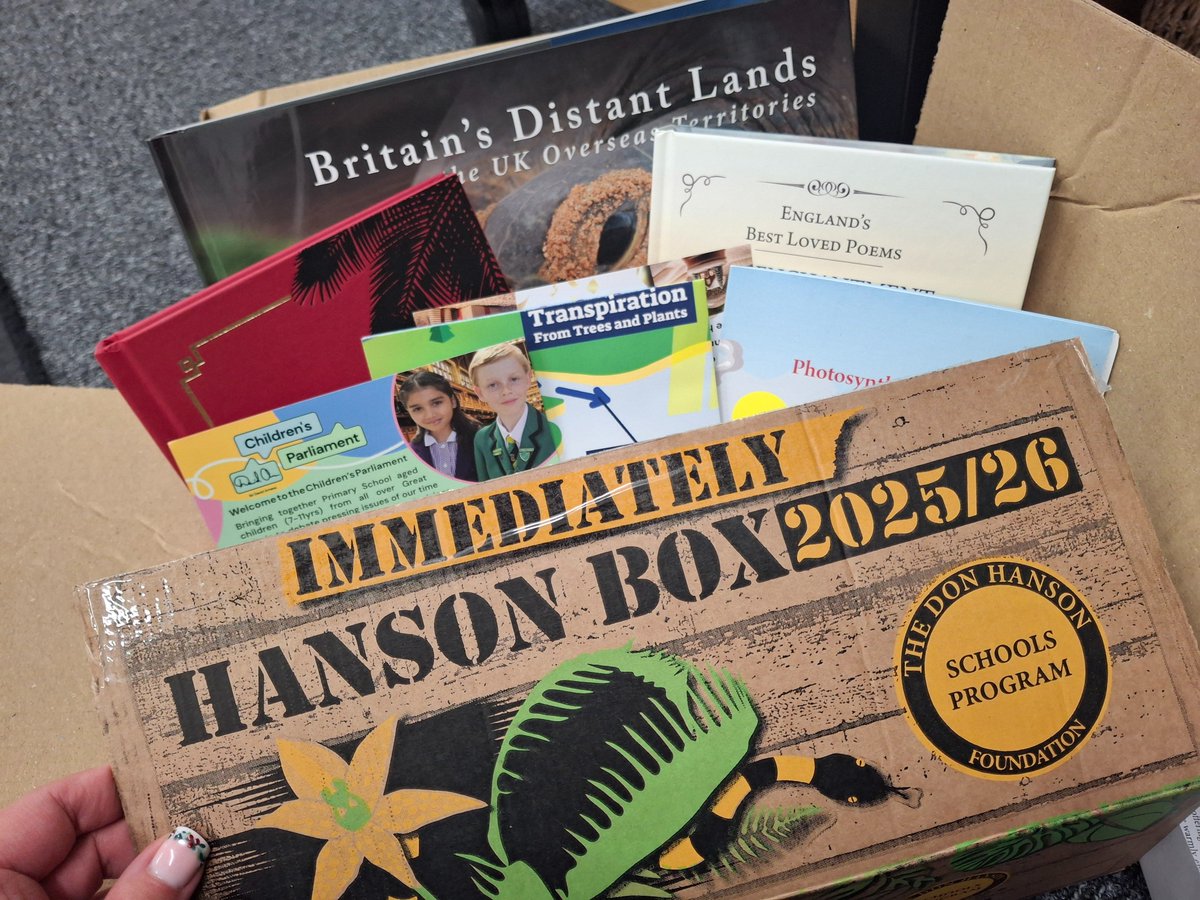 Britain's Distant Lands
the UK Overseas Territories
England's
Best Loved Poems
Transpiration
From Trees and Plants
Children's
Parliament
Welcome to the Children's Parliament
Bringing together Primary School aged
children (7-11yrs) from all over Great
debate pressing issues of our time
IMMEDIATELY
HANSON BOX 2025/26
THE DON HANSON
SCHOOLS
PROGRAM
FOUNDATION